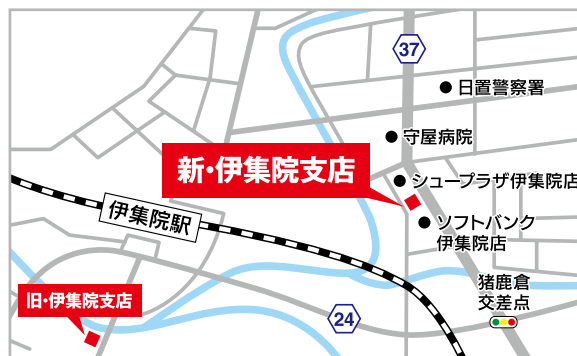 37
日置警察署
守屋病院
新・伊集院支店
シュープラザ伊集院店
ソフトバンク
伊集院店
伊集院駅
猪鹿倉
交差点
旧・伊集院支店
24